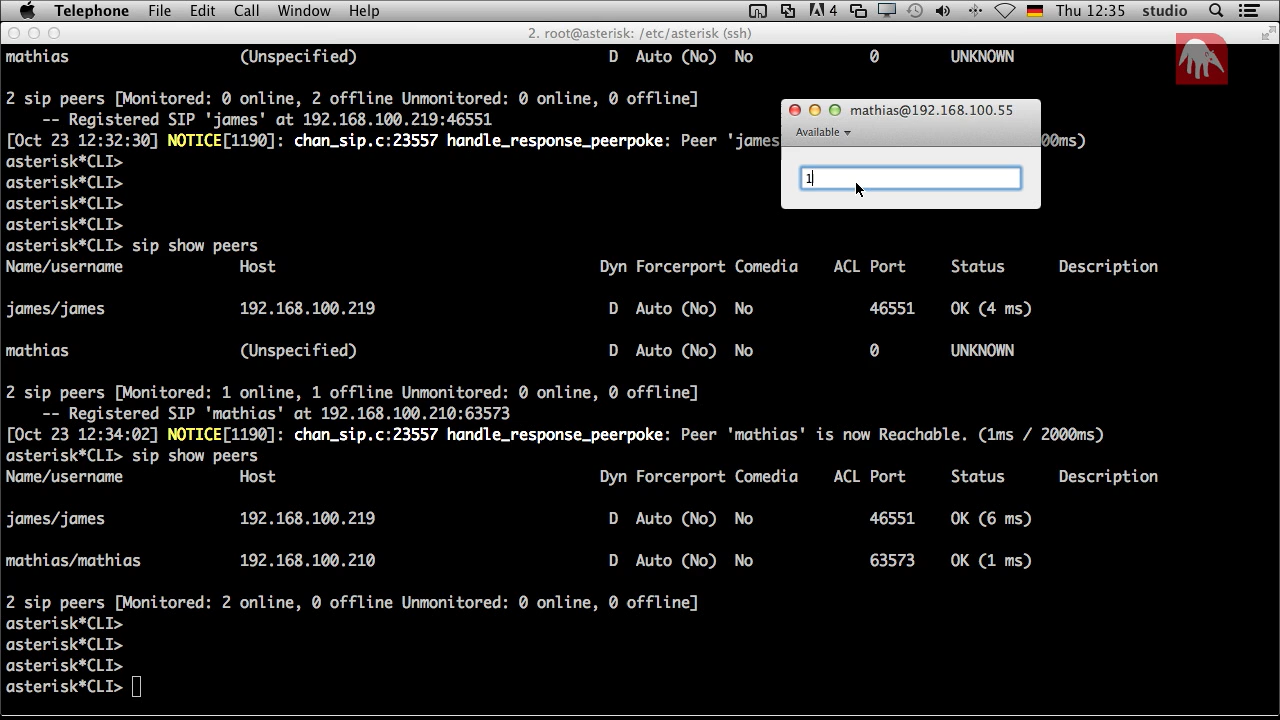 Telephone File Edit Call Window Help 4 Thu 12:35 studio
2. root@asterisk: /etc/asterisk (ssh)
mathias (Unspecified) D Auto (No) No 0 UNKNOWN
2 sip peers [Monitored: 0 online, 2 offline Unmonitored: 0 online, 0 offline]
-- Registered SIP 'james' at 192.168.100.219:46551
[Oct 23 12:32:30] NOTICE[1190]: chan_sip.c:23557 handle_response_peerpoke: Peer 'james 00ms)
mathias@192.168.100.55
Available
1
asterisk*CLI>
asterisk*CLI>
asterisk*CLI>
asterisk*CLI>
asterisk*CLI> sip show peers
Name/username Host Dyn Forcerport Comedia ACL Port Status Description
james/james 192.168.100.219 D Auto (No) No 46551 OK (4 ms)
mathias (Unspecified) D Auto (No) No 0 UNKNOWN
2 sip peers [Monitored: 1 online, 1 offline Unmonitored: 0 online, 0 offline]
-- Registered SIP 'mathias' at 192.168.100.210:63573
[Oct 23 12:34:02] NOTICE[1190]: chan_sip.c:23557 handle_response_peerpoke: Peer 'mathias' is now Reachable. (1ms / 2000ms)
asterisk*CLI> sip show peers
Name/username Host Dyn Forcerport Comedia ACL Port Status Description
james/james 192.168.100.219 D Auto (No) No 46551 OK (6 ms)
mathias/mathias 192.168.100.210 D Auto (No) No 63573 OK (1 ms)
2 sip peers [Monitored: 2 online, 0 offline Unmonitored: 0 online, 0 offline]
asterisk*CLI>
asterisk*CLI>
asterisk*CLI>
asterisk*CLI>